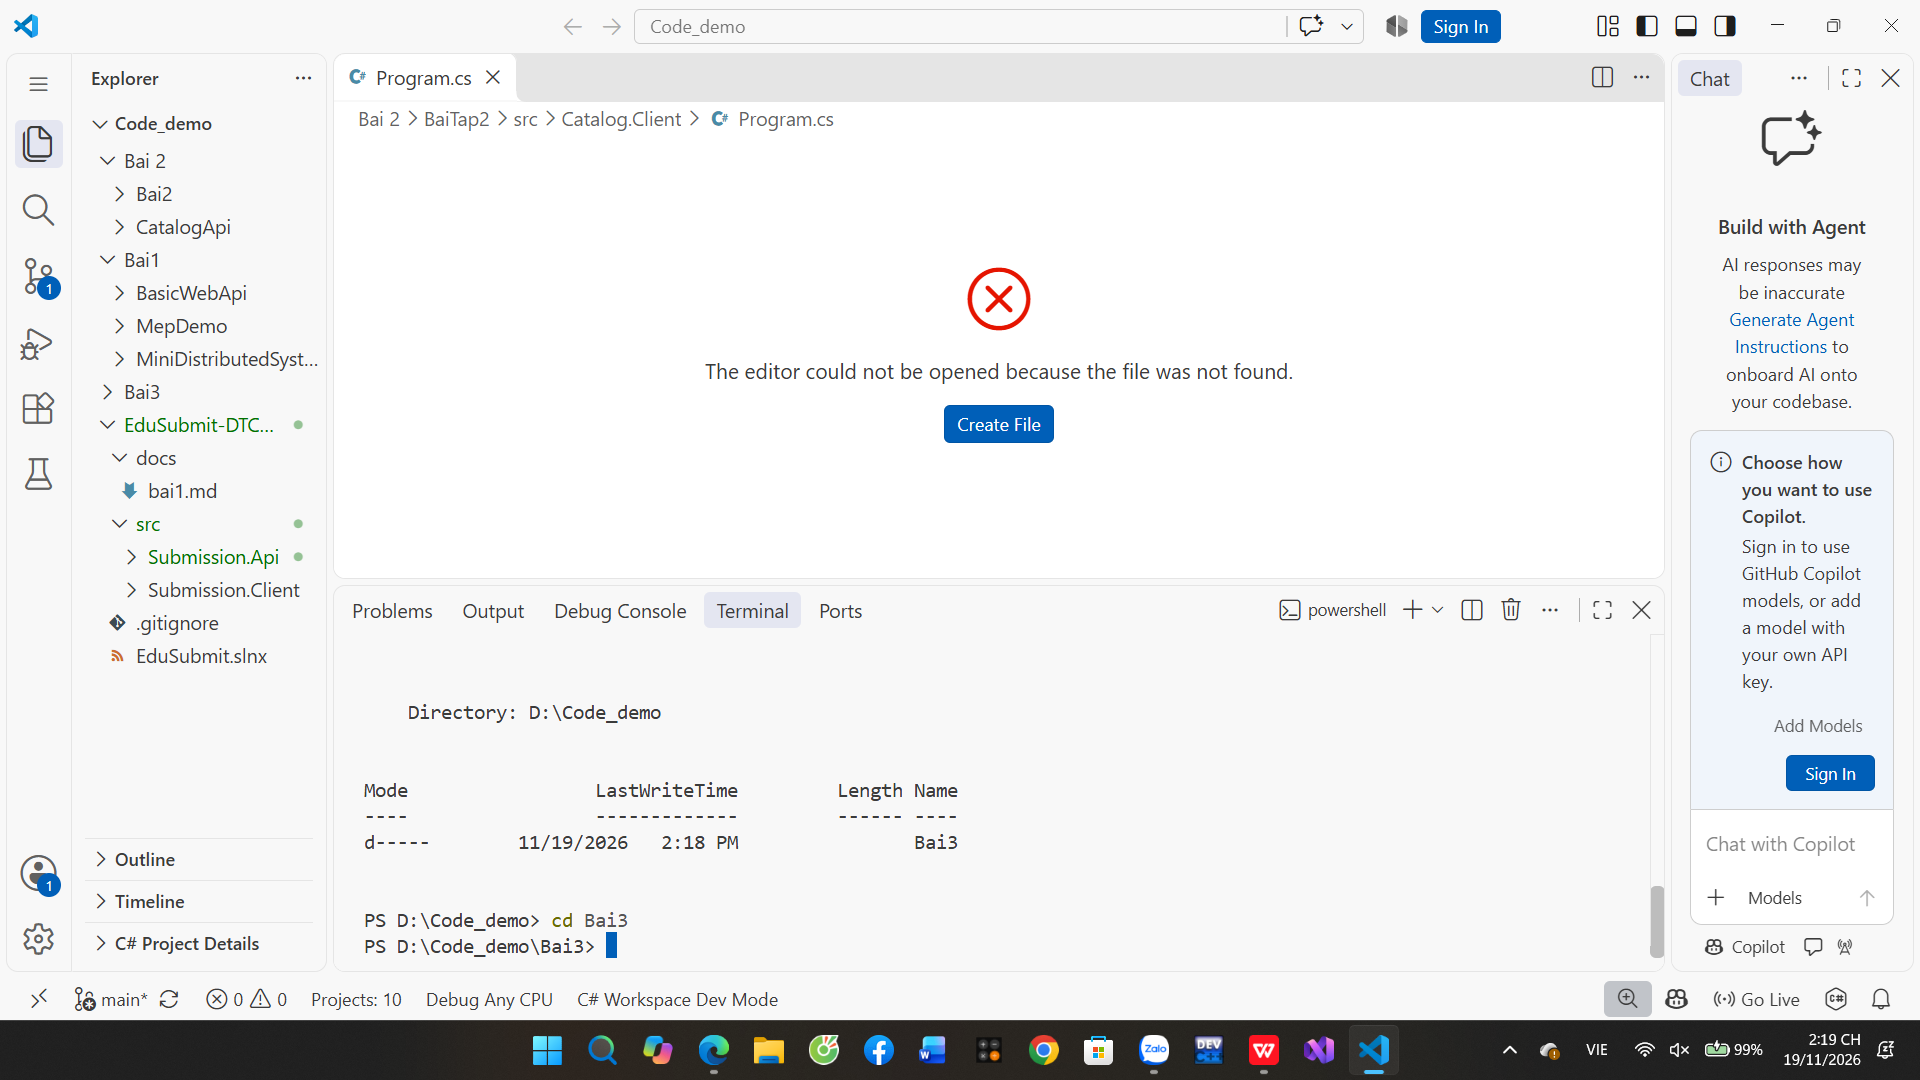 Code_demo
Sign In
Explorer
Code_demo
Bai 2
Bai2
CatalogApi
Bai1
BasicWebApi
MepDemo
MiniDistributedSyst...
Bai3
EduSubmit-DTC...
docs
bai1.md
src
Submission.Api
Submission.Client
.gitignore
EduSubmit.slnx
Outline
Timeline
C# Project Details
1
1
Program.cs
Bai 2 > BaiTap2 > src > Catalog.Client > C# Program.cs
The editor could not be opened because the file was not found.
Create File
Problems Output Debug Console Terminal Ports
powershell
Directory: D:\Code_demo
Mode LastWriteTime Length Name
---- ------------- ------ ----
d----- 11/19/2026 2:18 PM Bai3
PS D:\Code_demo> cd Bai3
PS D:\Code_demo\Bai3>
Chat
Build with Agent
AI responses may
be inaccurate
Generate Agent
Instructions to
onboard AI onto
your codebase.
Choose how
you want to use
Copilot.
Sign in to use
GitHub Copilot
models, or add
a model with
your own API
key.
Add Models
Sign In
Chat with Copilot
Models
Copilot
main* 0 0 Projects: 10 Debug Any CPU C# Workspace Dev Mode
Go Live
VIE
99%
2:19 CH
19/11/2026
Zalo
DEV